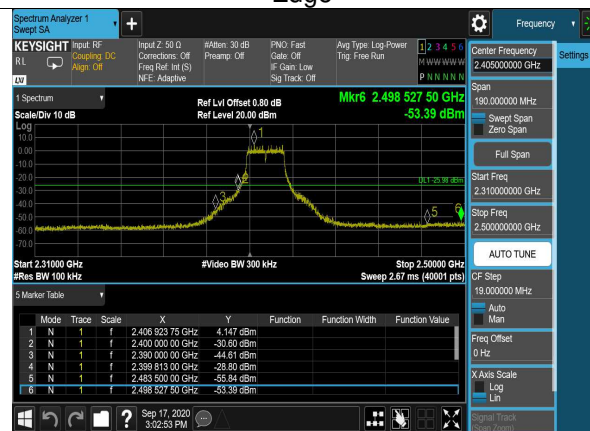 Edge
Spectrum Analyzer 1
Swept SA
Frequency
KEYSIGHT
RL
LXI
Input: RF
Coupling: DC
Align: Off
Input Z: 50 Ω
Corrections: Off
Freq Ref: Int (S)
NFE: Adaptive
#Atten: 30 dB
Preamp: Off
PNO: Fast
Gate: Off
IF Gain: Low
Sig Track: Off
Avg Type: Log-Power
Trig: Free Run
1 2 3 4 5 6
M W W W W W
P N N N N N
Center Frequency
2.405000000 GHz
Settings
Span
190.000000 MHz
Swept Span
Zero Span
Full Span
Start Freq
2.310000000 GHz
Stop Freq
2.500000000 GHz
AUTO TUNE
CF Step
19.000000 MHz
Auto
Man
Freq Offset
0 Hz
X Axis Scale
Log
Lin
Signal Track
(Span Zoom)
1 Spectrum
Scale/Div 10 dB
Ref Lvl Offset 0.80 dB
Ref Level 20.00 dBm
Mkr6 2.498 527 50 GHz
-53.39 dBm
Log
10.0
0.00
-10.0
-20.0
-30.0
-40.0
-50.0
-60.0
-70.0
1
2
3
5
6
DL1 -25.98 dBm
Start 2.31000 GHz
#Video BW 300 kHz
Stop 2.50000 GHz
#Res BW 100 kHz
Sweep 2.67 ms (40001 pts)
5 Marker Table
Mode Trace Scale X Y Function Function Width Function Value
1 N 1 f 2.406 923 75 GHz 4.147 dBm
2 N 1 f 2.400 000 00 GHz -30.60 dBm
3 N 1 f 2.390 000 00 GHz -44.61 dBm
4 N 1 f 2.399 813 00 GHz -28.80 dBm
5 N 1 f 2.483 500 00 GHz -55.84 dBm
6 N 1 f 2.498 527 50 GHz -53.39 dBm
Sep 17, 2020
3:02:53 PM